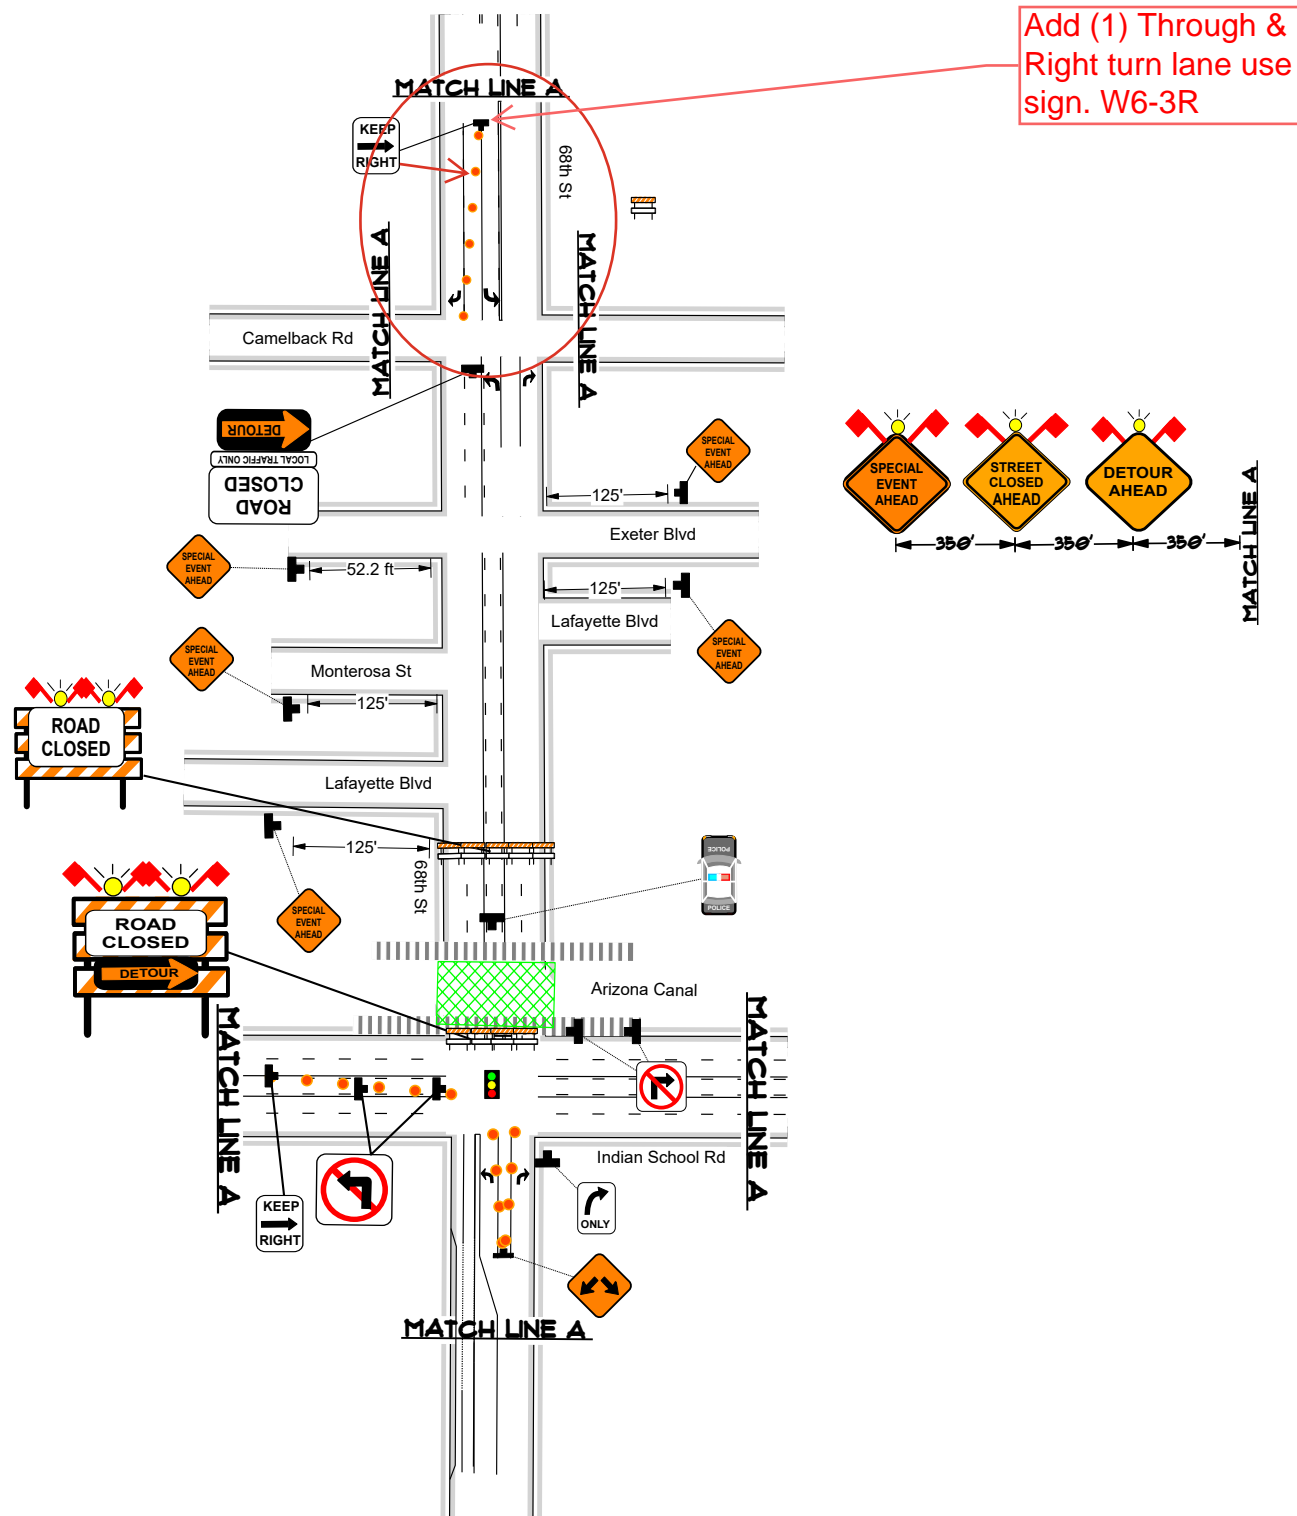 Add (1) Through &
Right turn lane use
sign. W6-3R
MATCH LINE A
KEEP
RIGHT
68th St
MATCH LINE A
MATCH LINE A
Camelback Rd
DETOUR
LOCAL TRAFFIC ONLY
ROAD
CLOSED
SPECIAL
EVENT
AHEAD
125'
Exeter Blvd
SPECIAL
EVENT
AHEAD
STREET
CLOSED
AHEAD
DETOUR
AHEAD
350'
350'
350'
MATCH LINE A
SPECIAL
EVENT
AHEAD
52.2 ft
125'
Lafayette Blvd
SPECIAL
EVENT
AHEAD
SPECIAL
EVENT
AHEAD
Monterosa St
125'
ROAD
CLOSED
Lafayette Blvd
125'
68th St
POLICE
POLICE
SPECIAL
EVENT
AHEAD
ROAD
CLOSED
DETOUR
Arizona Canal
MATCH LINE A
MATCH LINE A
Indian School Rd
KEEP
RIGHT
ONLY
MATCH LINE A